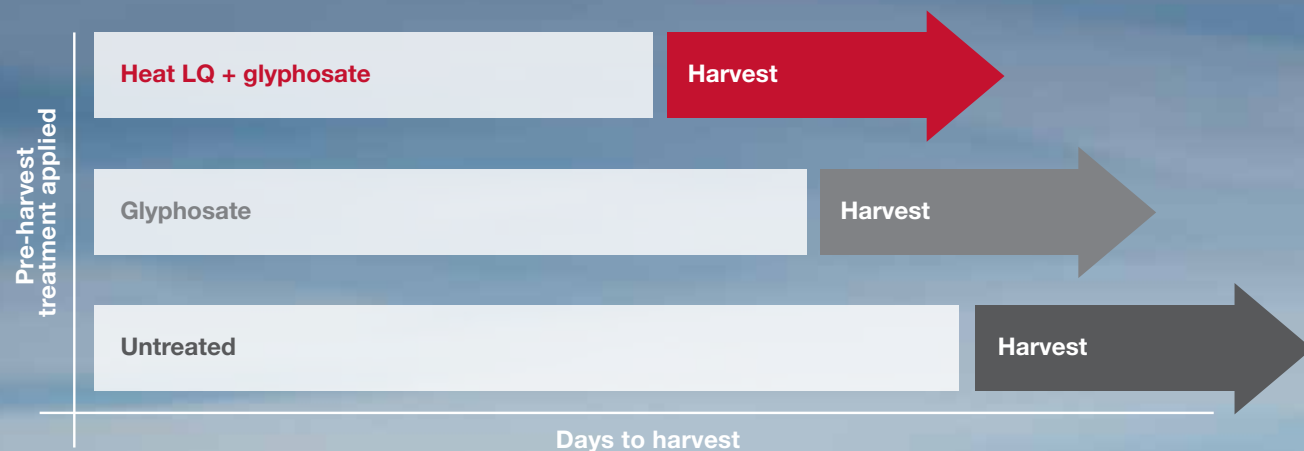 Pre-harvest
treatment applied
Heat LQ + glyphosate
Harvest
Glyphosate
Harvest
Untreated
Harvest
Days to harvest